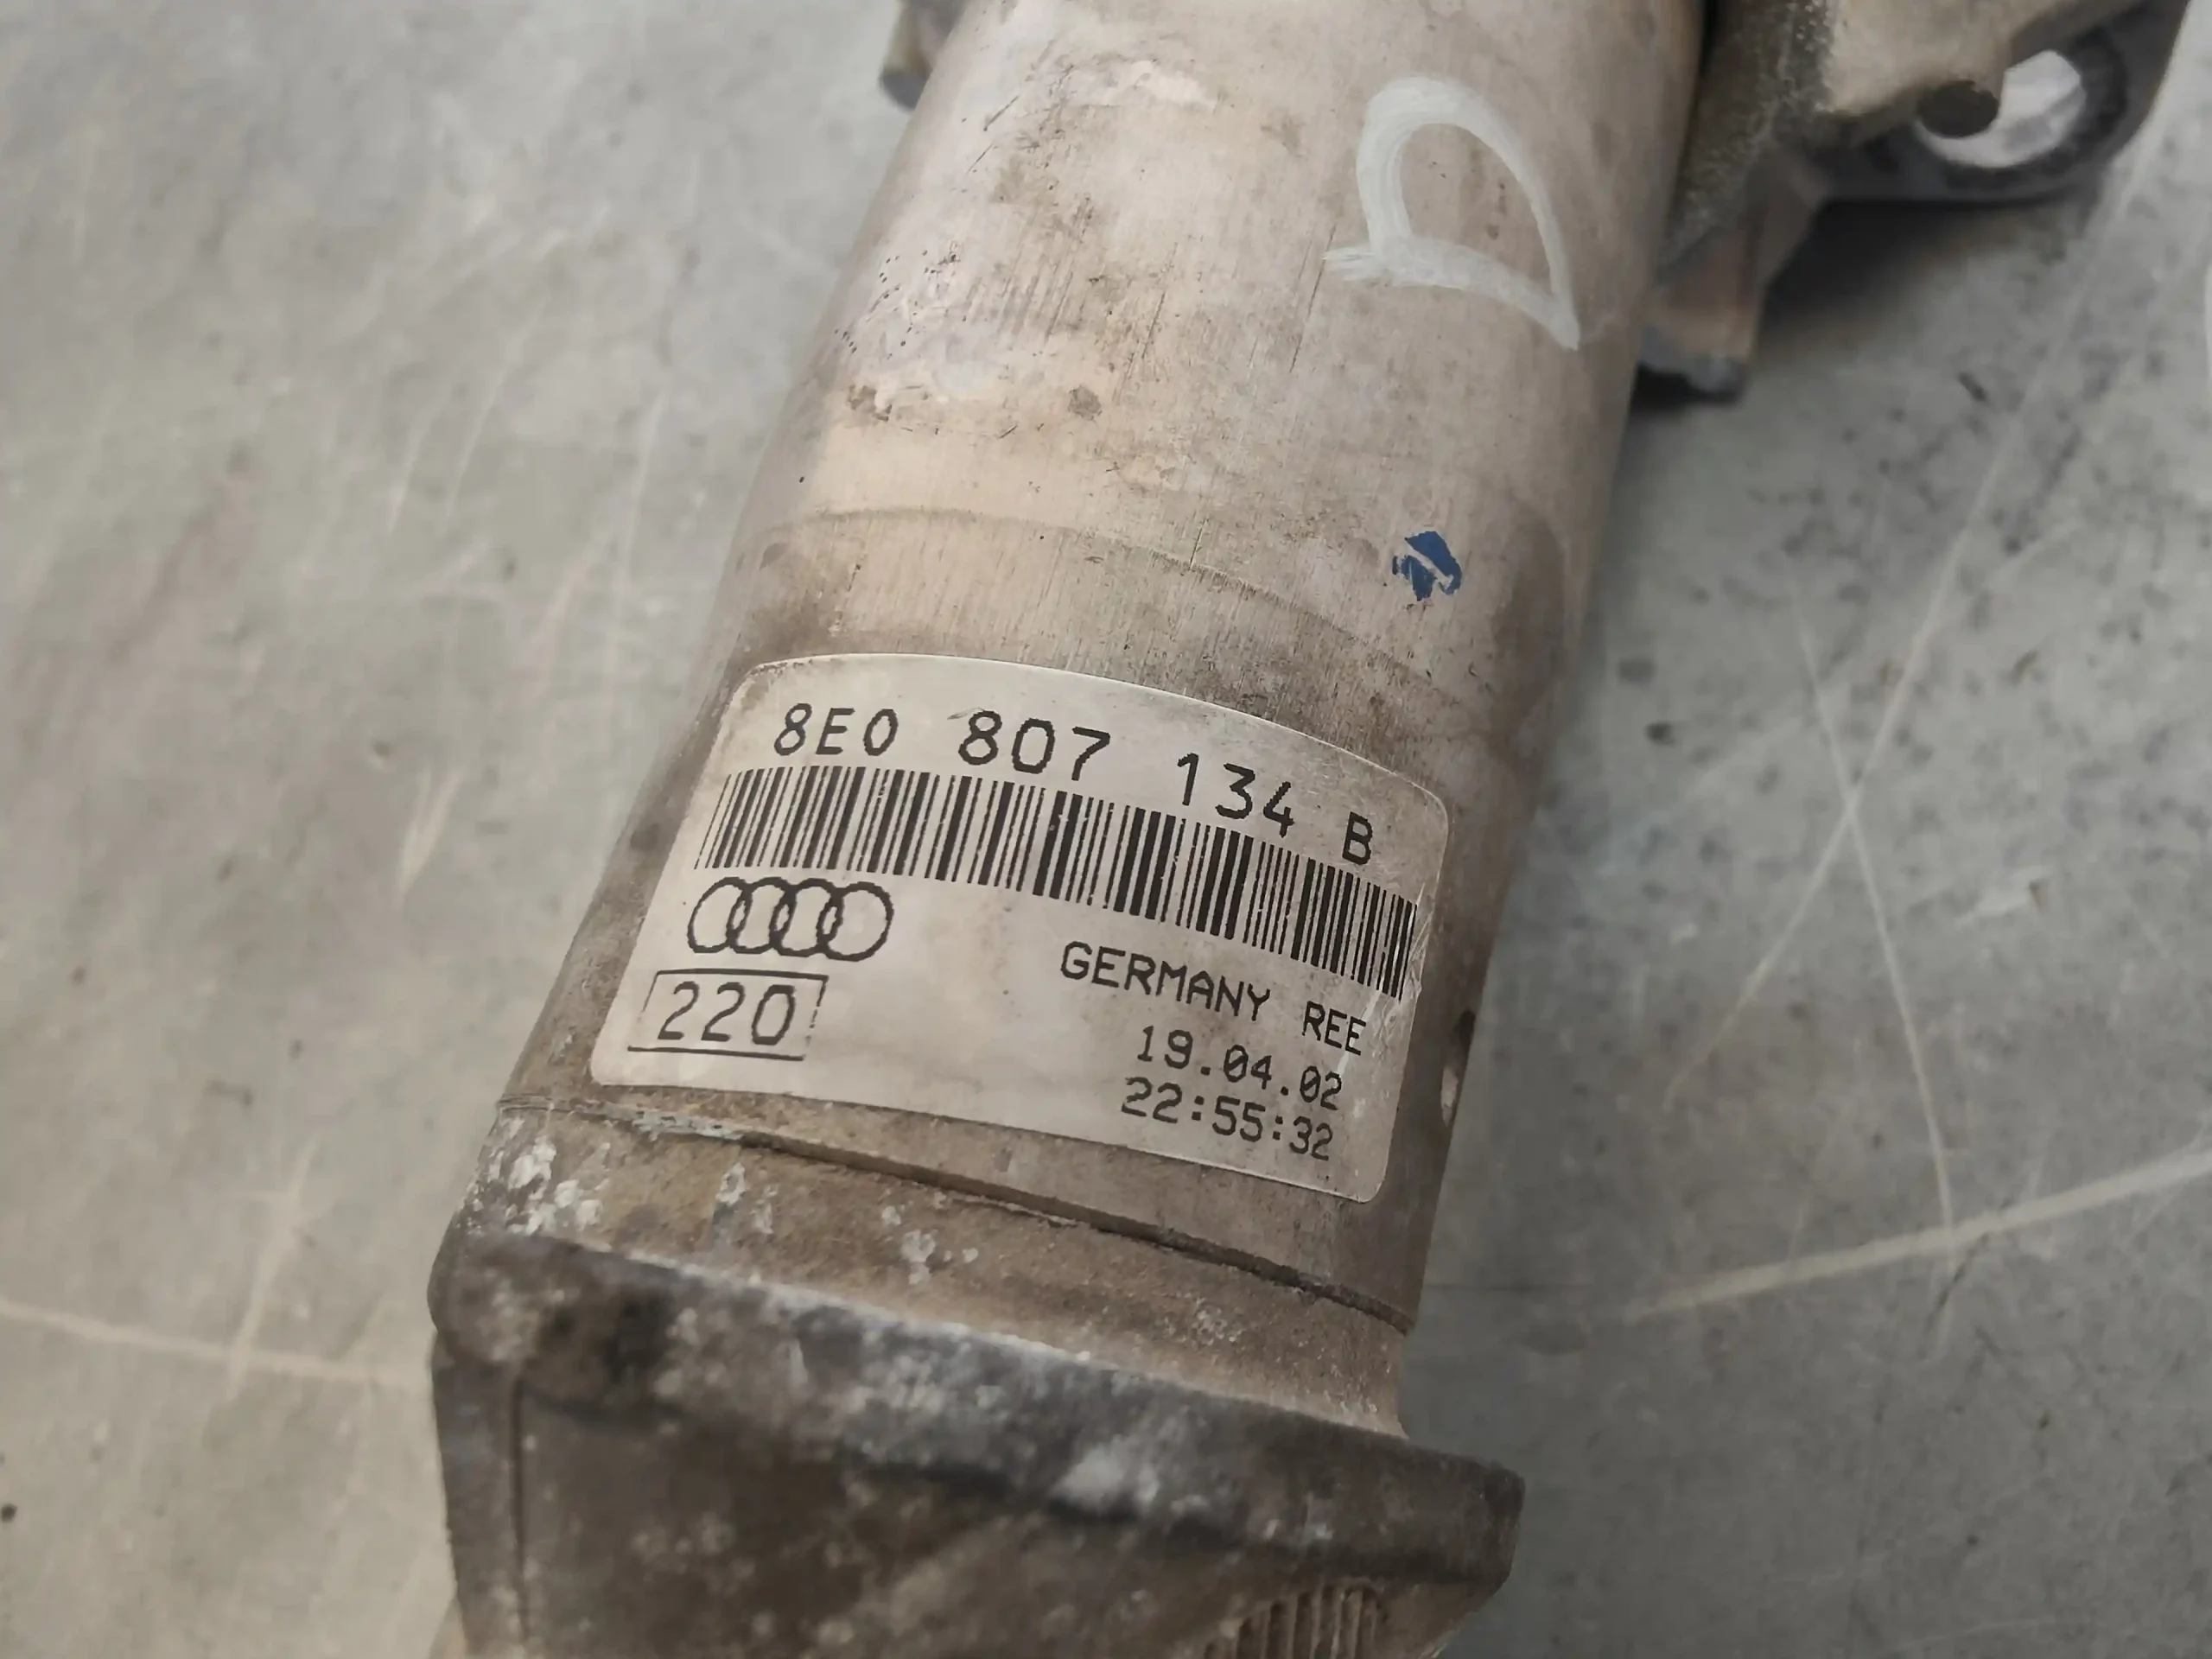 D
8E0 807 134 B
220
GERMANY REE
19.04.02
22:55:32